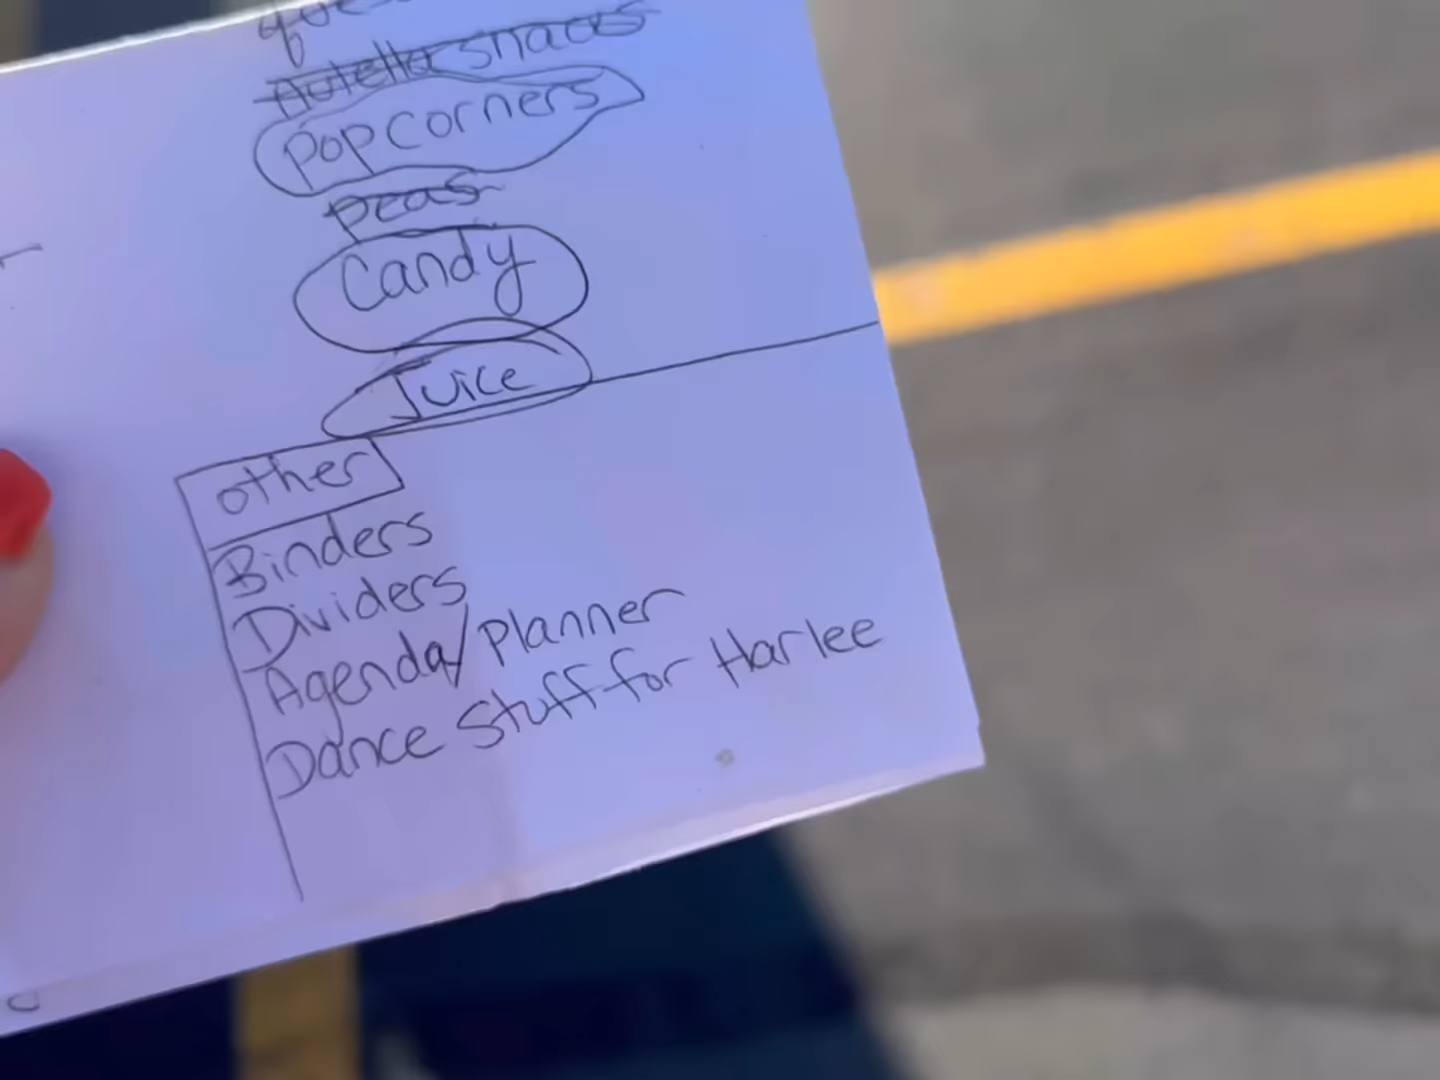 Nutella snacks
Popcorners
peas
Candy
Juice
other
Binders
Dividers
Agenda/Planner
Dance Stuff for Harlee